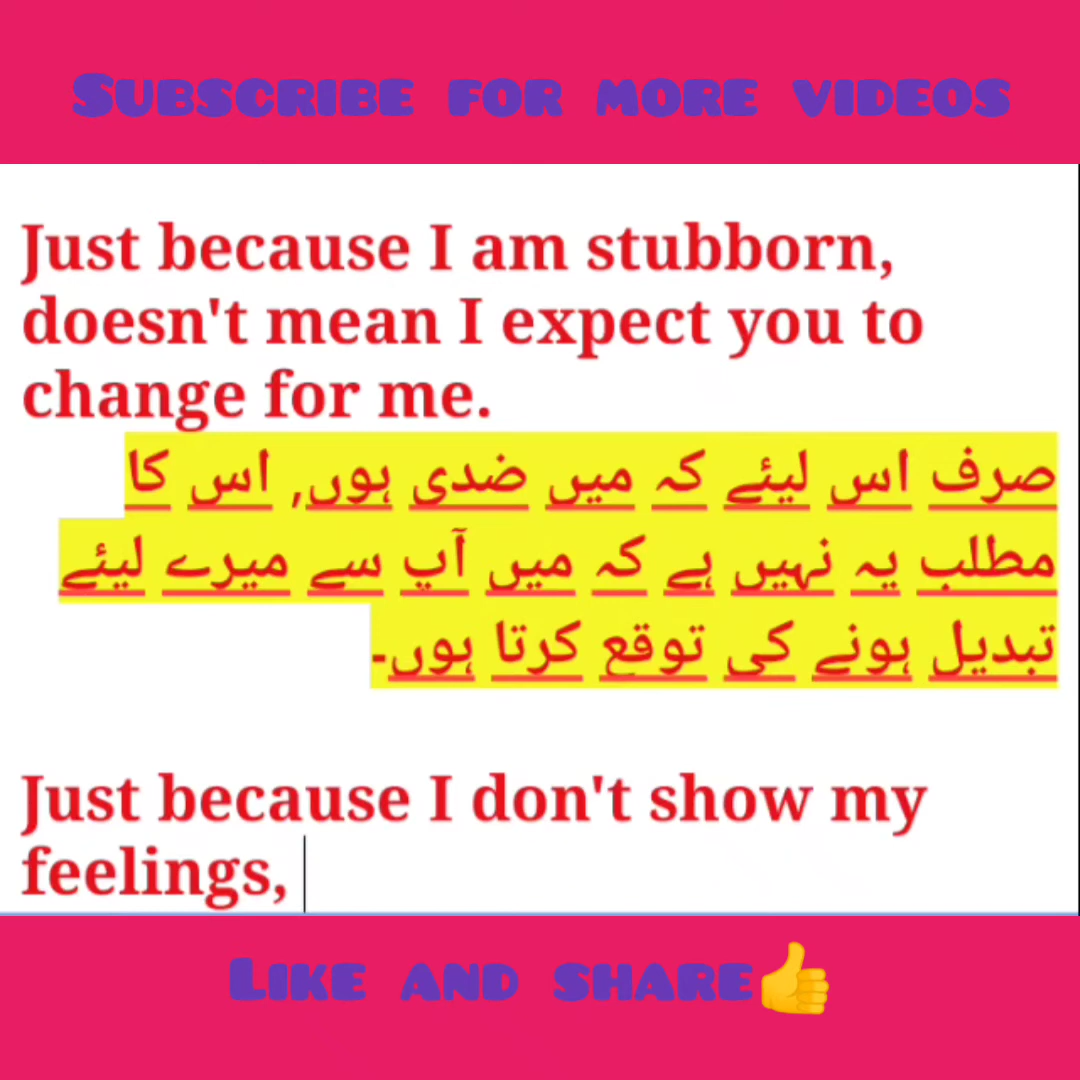 SUBSCRIBE FOR MORE VIDEOS
Just because I am stubborn,
doesn't mean I expect you to
change for me.
صرف اس لیئے کہ میں ضدی ہوں, اس کا
مطلب یہ نہیں ہے کہ میں آپ سے میرے لیئے
تبدیل ہونے کی توقع کرتا ہوں۔
Just because I don't show my
feelings,
LIKE AND SHARE👍